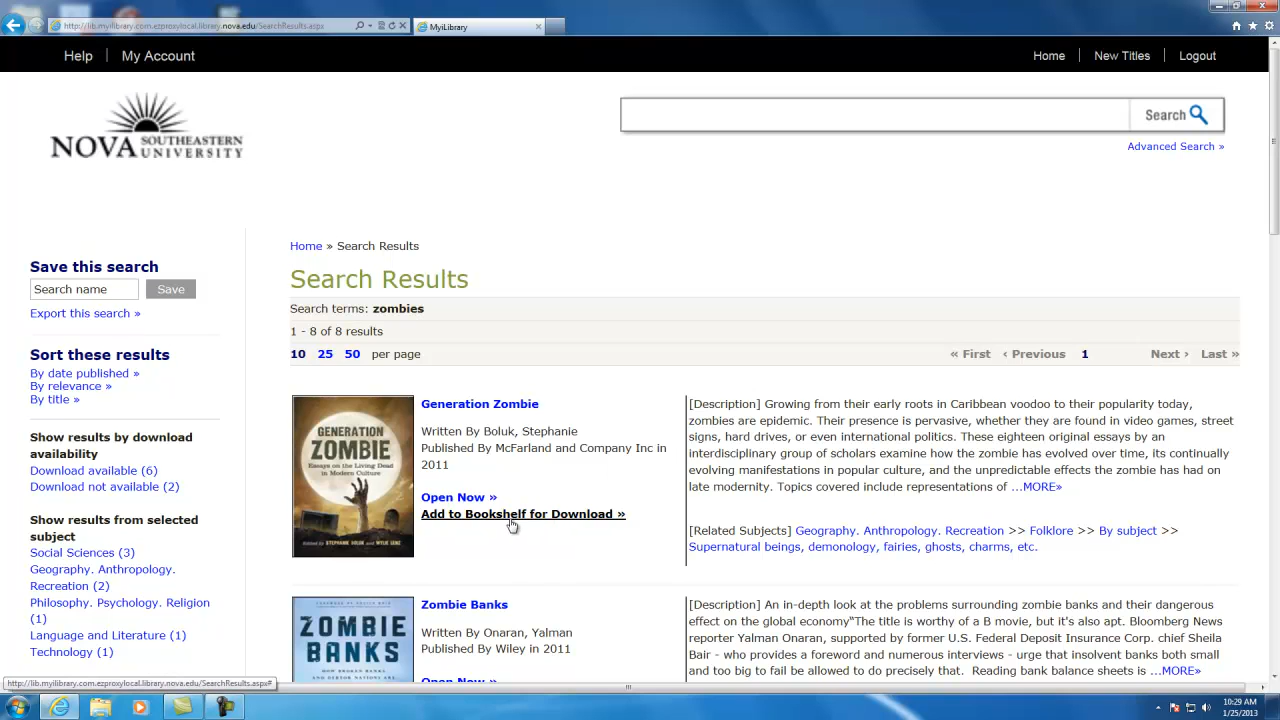 http://lib.myilibrary.com.ezproxylocal.library.nova.edu/SearchResults.aspx
MyiLibrary
Help
My Account
Home
New Titles
Logout
NOVA SOUTHEASTERN
UNIVERSITY
Search
Advanced Search »
Home » Search Results
Save this search
Search Results
Search name
Save
Search terms: zombies
Export this search »
1 - 8 of 8 results
Sort these results
10 25 50 per page
« First ‹ Previous 1 Next › Last »
By date published »
By relevance »
By title »
Show results by download
availability
Download available (6)
Download not available (2)
Show results from selected
subject
Social Sciences (3)
Geography. Anthropology.
Recreation (2)
Philosophy. Psychology. Religion
(1)
Language and Literature (1)
Technology (1)
GENERATION
ZOMBIE
Essays on the Living Dead
in Modern Culture
Generation Zombie
Written By Boluk, Stephanie
Published By McFarland and Company Inc in
2011
Open Now »
Add to Bookshelf for Download »
[Description] Growing from their early roots in Caribbean voodoo to their popularity today,
zombies are epidemic. Their presence is pervasive, whether they are found in video games, street
signs, hard drives, or even international politics. These eighteen original essays by an
interdisciplinary group of scholars examine how the zombie has evolved over time, its continually
evolving manifestations in popular culture, and the unpredictable effects the zombie has had on
late modernity. Topics covered include representations of ...MORE»
[Related Subjects] Geography. Anthropology. Recreation >> Folklore >> By subject >>
Supernatural beings, demonology, fairies, ghosts, charms, etc.
ZOMBIE
BANKS
Zombie Banks
Written By Onaran, Yalman
Published By Wiley in 2011
Open Now »
[Description] An in-depth look at the problems surrounding zombie banks and their dangerous
effect on the global economy"The title is worthy of a B movie, but it's also apt. Bloomberg News
reporter Yalman Onaran, supported by former U.S. Federal Deposit Insurance Corp. chief Sheila
Bair - who provides a foreword and numerous interviews - urge that insolvent banks both small
and too big to fail be allowed to do precisely that. Reading bank balance sheets is ...MORE»
http://lib.myilibrary.com.ezproxylocal.library.nova.edu/SearchResults.aspx#
10:29 AM
1/25/2013